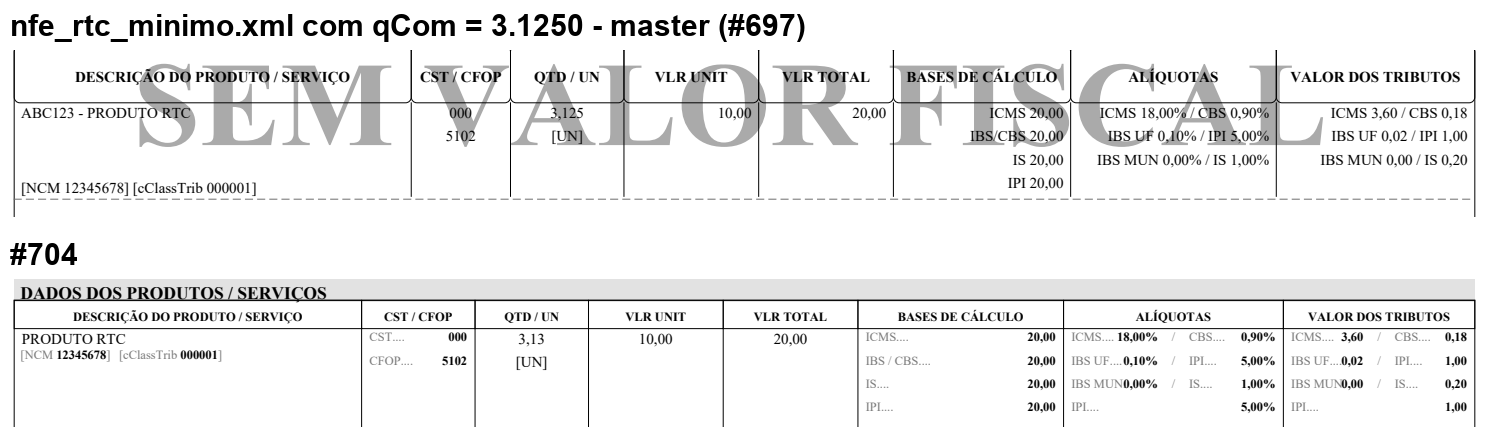 nfe_rtc_minimo.xml com qCom = 3.1250 - master (#697)
SEM VALOR FISCAL
DESCRIÇÃO DO PRODUTO / SERVIÇO CST / CFOP QTD / UN VLR UNIT VLR TOTAL BASES DE CÁLCULO ALÍQUOTAS VALOR DOS TRIBUTOS
ABC123 - PRODUTO RTC 000 3,125 10,00 20,00 ICMS 20,00 ICMS 18,00% / CBS 0,90% ICMS 3,60 / CBS 0,18
5102 [UN] IBS/CBS 20,00 IBS UF 0,10% / IPI 5,00% IBS UF 0,02 / IPI 1,00
IS 20,00 IBS MUN 0,00% / IS 1,00% IBS MUN 0,00 / IS 0,20
[NCM 12345678] [cClassTrib 000001] IPI 20,00
#704
DADOS DOS PRODUTOS / SERVIÇOS
DESCRIÇÃO DO PRODUTO / SERVIÇO CST / CFOP QTD / UN VLR UNIT VLR TOTAL BASES DE CÁLCULO ALÍQUOTAS VALOR DOS TRIBUTOS
PRODUTO RTC CST.... 000 3,13 10,00 20,00 ICMS.... 20,00 ICMS.... 18,00% / CBS.... 0,90% ICMS.... 3,60 / CBS.... 0,18
[NCM 12345678] [cClassTrib 000001] CFOP.... 5102 [UN] IBS / CBS.... 20,00 IBS UF....0,10% / IPI.... 5,00% IBS UF....0,02 / IPI.... 1,00
IS.... 20,00 IBS MUN0,00% / IS.... 1,00% IBS MUN0,00 / IS.... 0,20
IPI.... 20,00 IPI.... 5,00% IPI.... 1,00